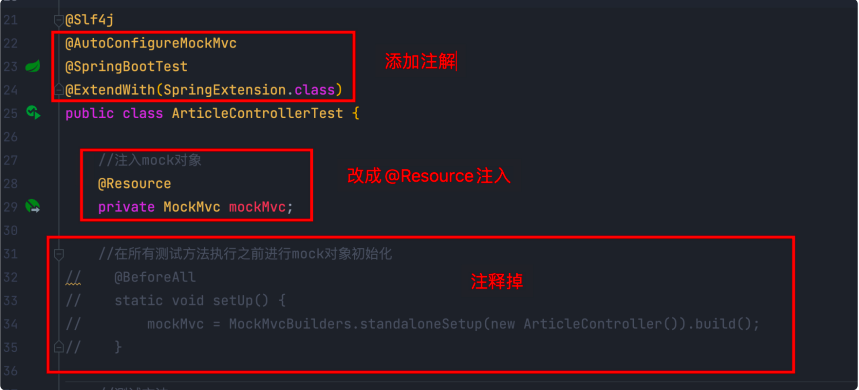 21 @Slf4j
22 @AutoConfigureMockMvc
添加注解
23 @SpringBootTest
24 @ExtendWith(SpringExtension.class)
25 public class ArticleControllerTest {
26
27 //注入mock对象
28 @Resource
改成 @Resource注入
29 private MockMvc mockMvc;
30
31 //在所有测试方法执行之前进行mock对象初始化
32 // @BeforeAll
注释掉
33 // static void setUp() {
34 // mockMvc = MockMvcBuilders.standaloneSetup(new ArticleController()).build();
35 // }
36